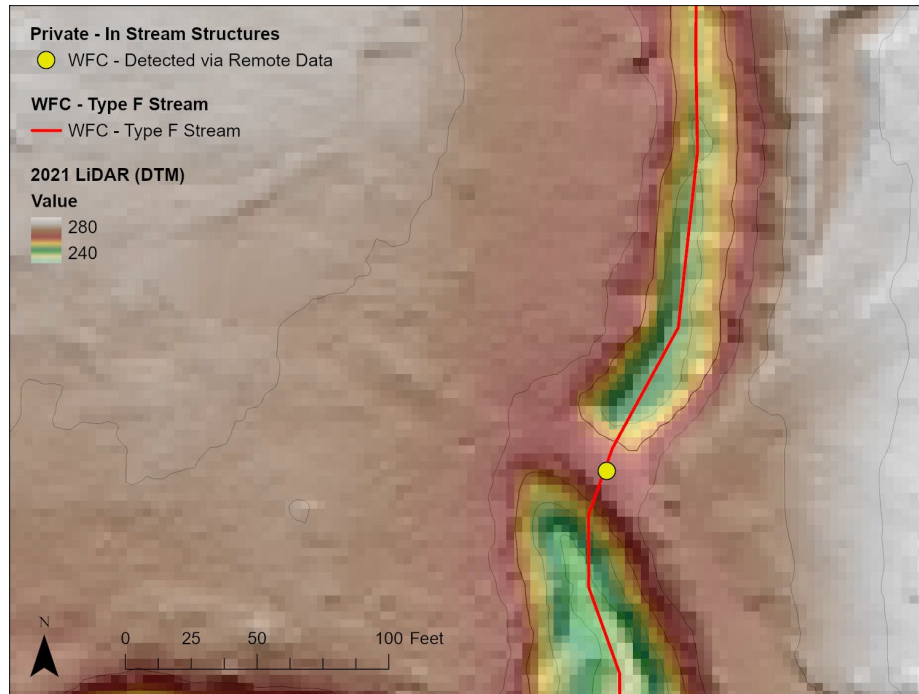 Private - In Stream Structures
WFC - Detected via Remote Data
WFC - Type F Stream
WFC - Type F Stream
2021 LiDAR (DTM)
Value
280
240
N
0 25 50 100 Feet